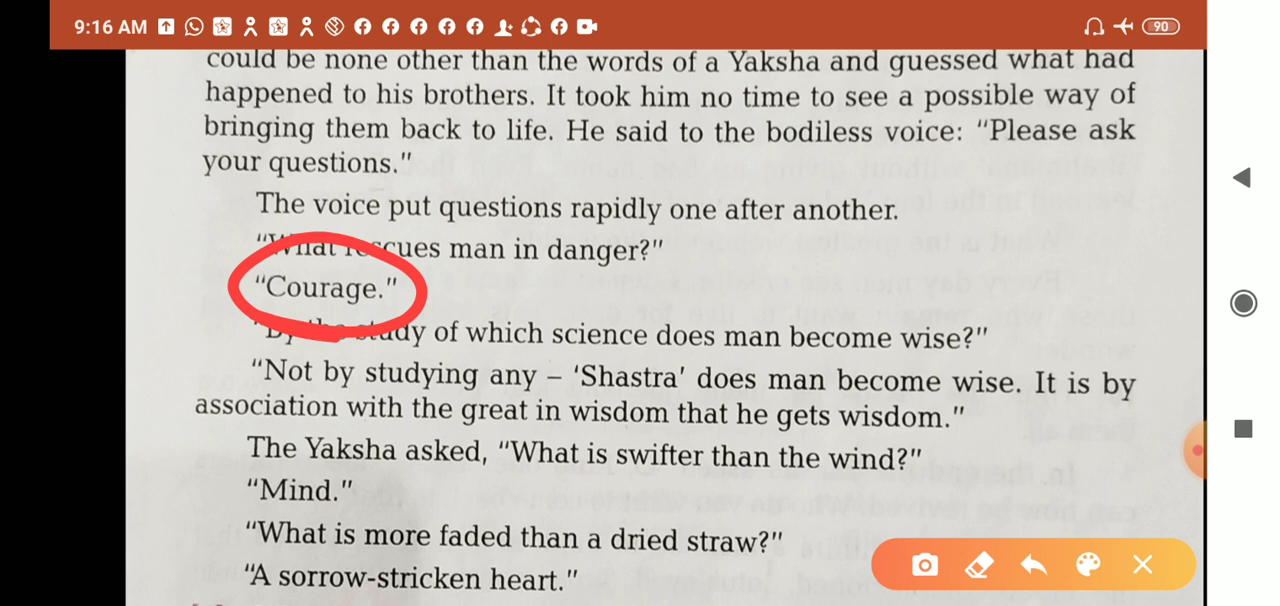 9:16 AM
90
could be none other than the words of a Yaksha and guessed what had
happened to his brothers. It took him no time to see a possible way of
bringing them back to life. He said to the bodiless voice: “Please ask
your questions.”
The voice put questions rapidly one after another.
“What rescues man in danger?”
“Courage.”
“By the study of which science does man become wise?”
“Not by studying any – ‘Shastra’ does man become wise. It is by
association with the great in wisdom that he gets wisdom.”
The Yaksha asked, “What is swifter than the wind?”
“Mind.”
“What is more faded than a dried straw?”
“A sorrow-stricken heart.”